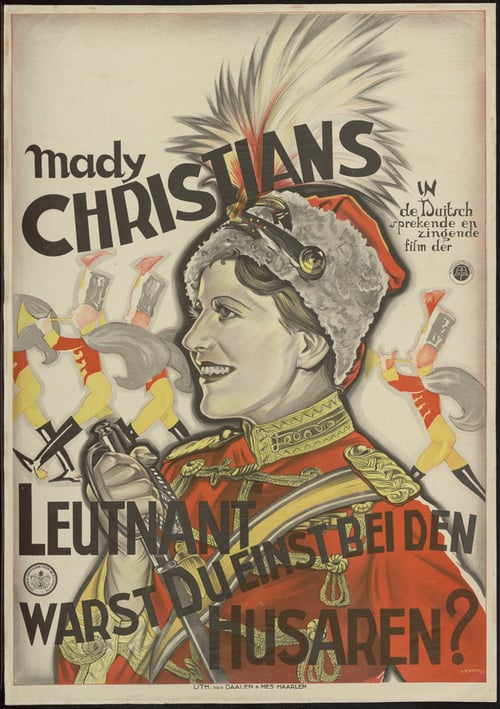 Mady
CHRISTIANS
IN
de Duitsch
sprekende en
zingende
film der
LEUTNANT
WARST DU EINST BEI DEN
HUSAREN?
LITH. VAN DAALEN & MES-HAARLEN